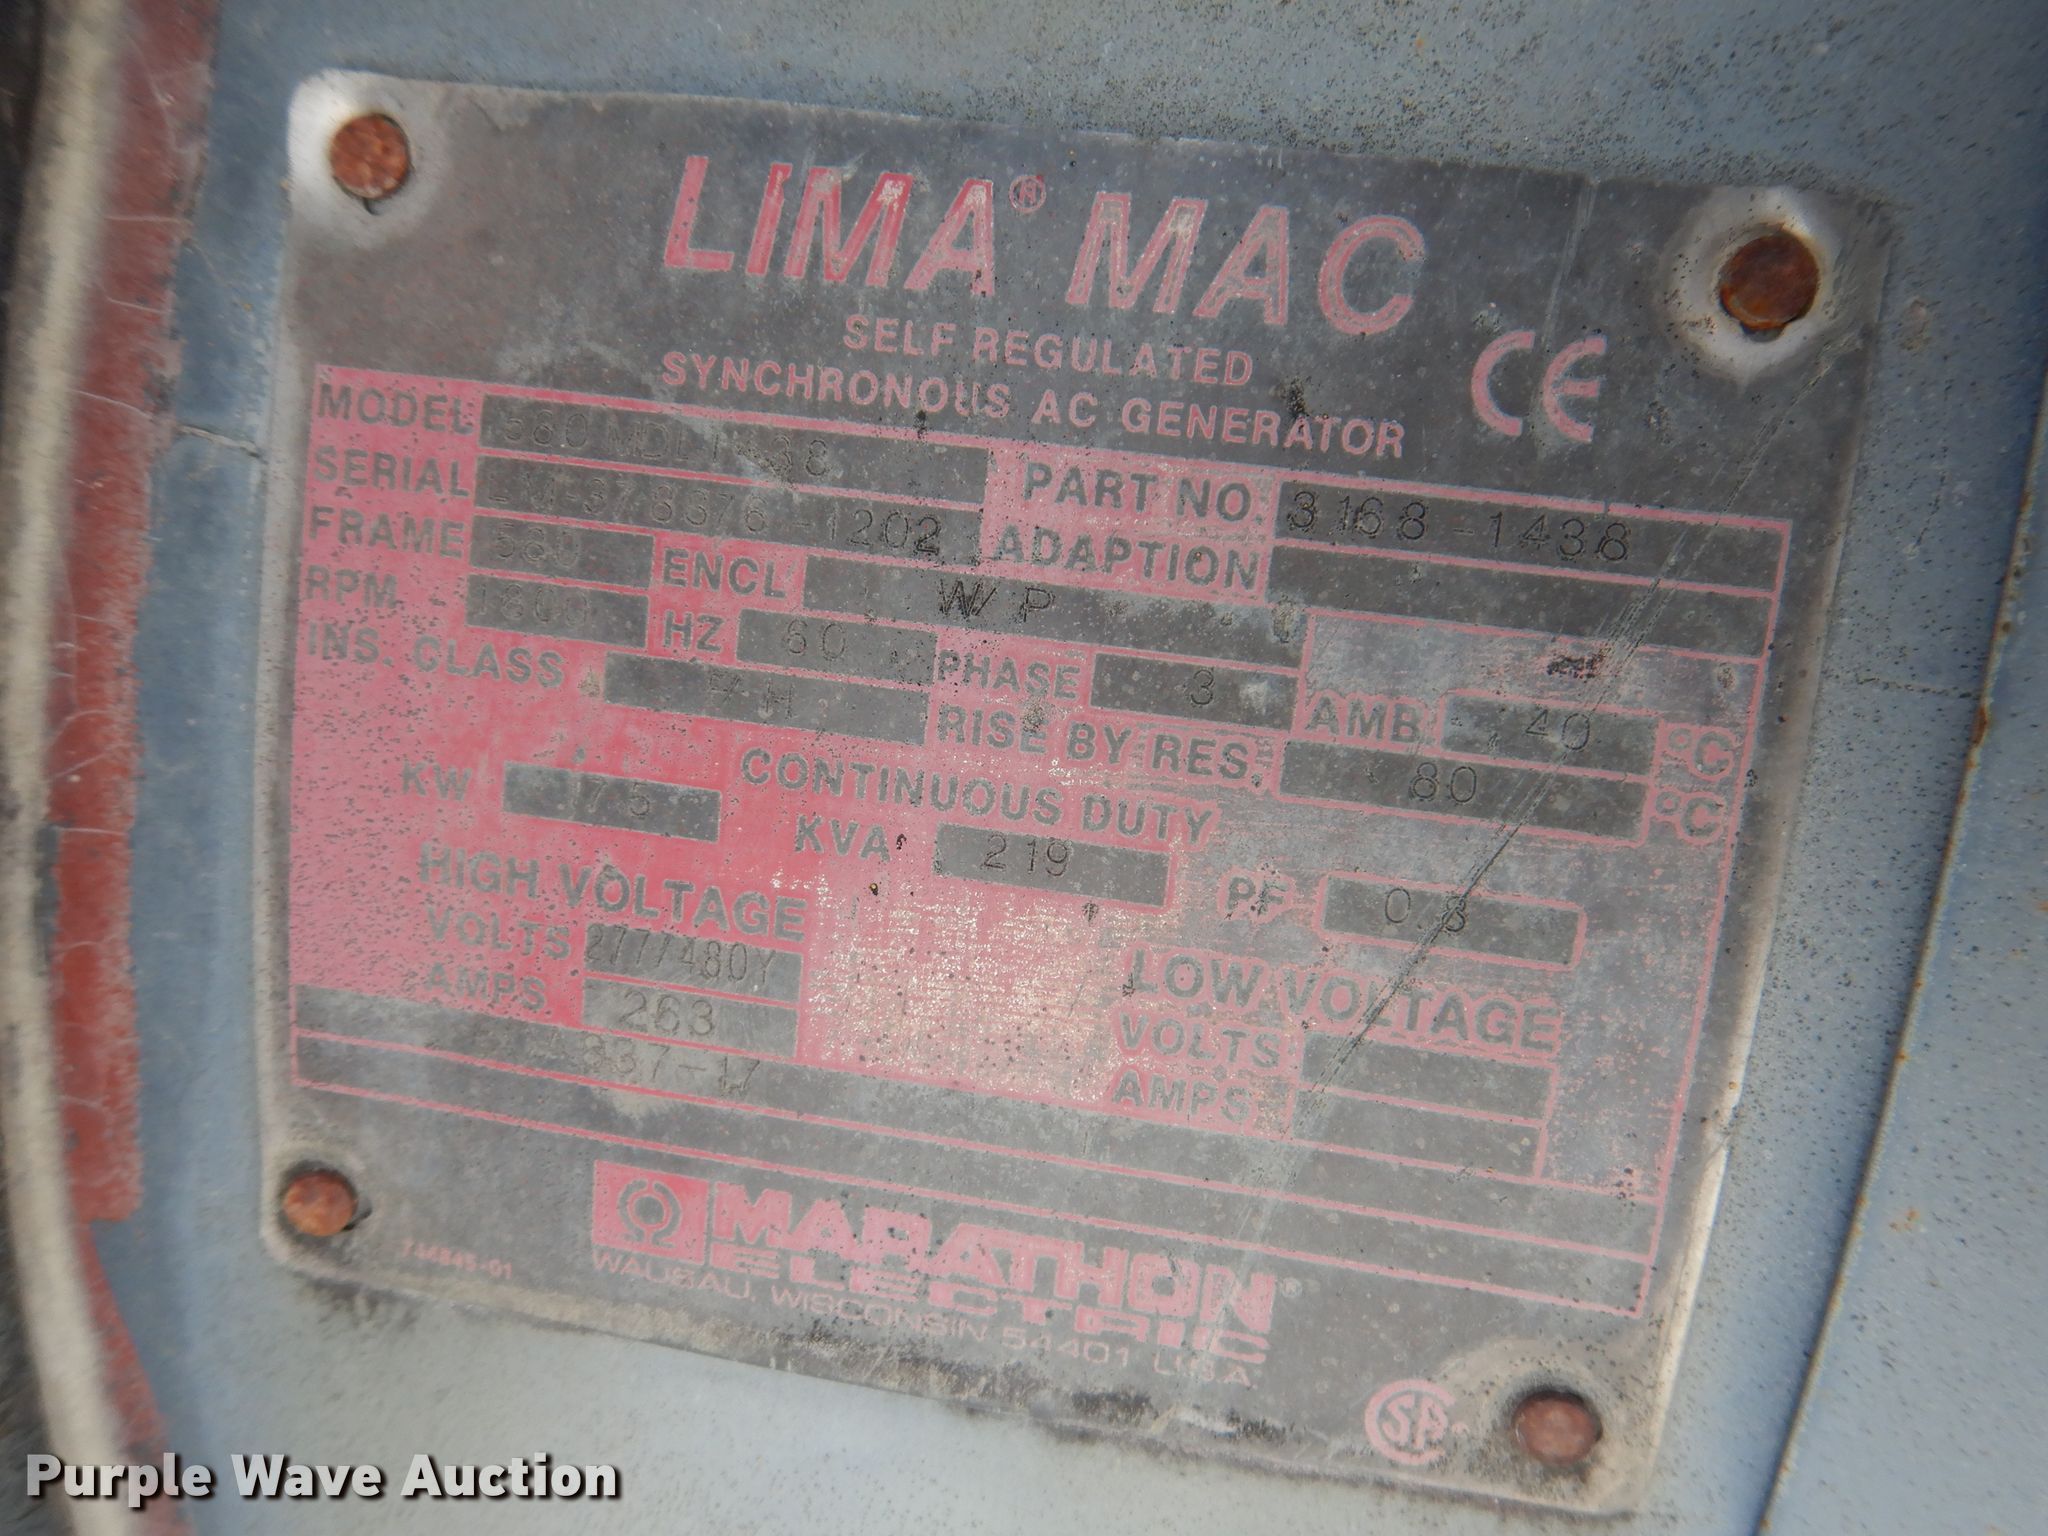 LIMA® MAC
SELF REGULATED
SYNCHRONOUS AC GENERATOR
CE
MODEL
PART NO. 3168-1438
SERIAL
ADAPTION
FRAME 580 ENCL W/P
RPM 1800 HZ 60 PHASE 3 AMB 40 °C
INS. CLASS F/H RISE BY RES. 80 °C
CONTINUOUS DUTY
KW 175 KVA 219 PF 0.8
HIGH VOLTAGE LOW VOLTAGE
VOLTS 277/480Y VOLTS
AMPS 263 AMPS
MARATHON
ELECTRIC®
WAUSAU, WISCONSIN 54401 U.S.A.
Purple Wave Auction